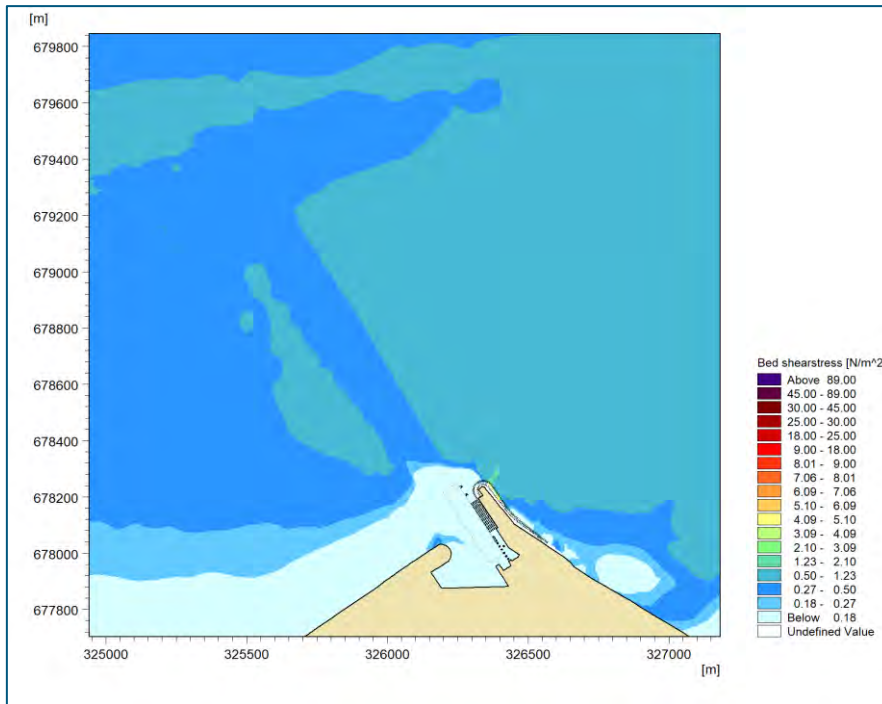 [m]
679800
679600
679400
679200
679000
678800
678600
678400
678200
678000
677800
325000 325500 326000 326500 327000
[m]
Bed shearstress [N/m^2
Above 89.00
45.00 - 89.00
30.00 - 45.00
25.00 - 30.00
18.00 - 25.00
9.00 - 18.00
8.01 - 9.00
7.06 - 8.01
6.09 - 7.06
5.10 - 6.09
4.09 - 5.10
3.09 - 4.09
2.10 - 3.09
1.23 - 2.10
0.50 - 1.23
0.27 - 0.50
0.18 - 0.27
Below 0.18
Undefined Value